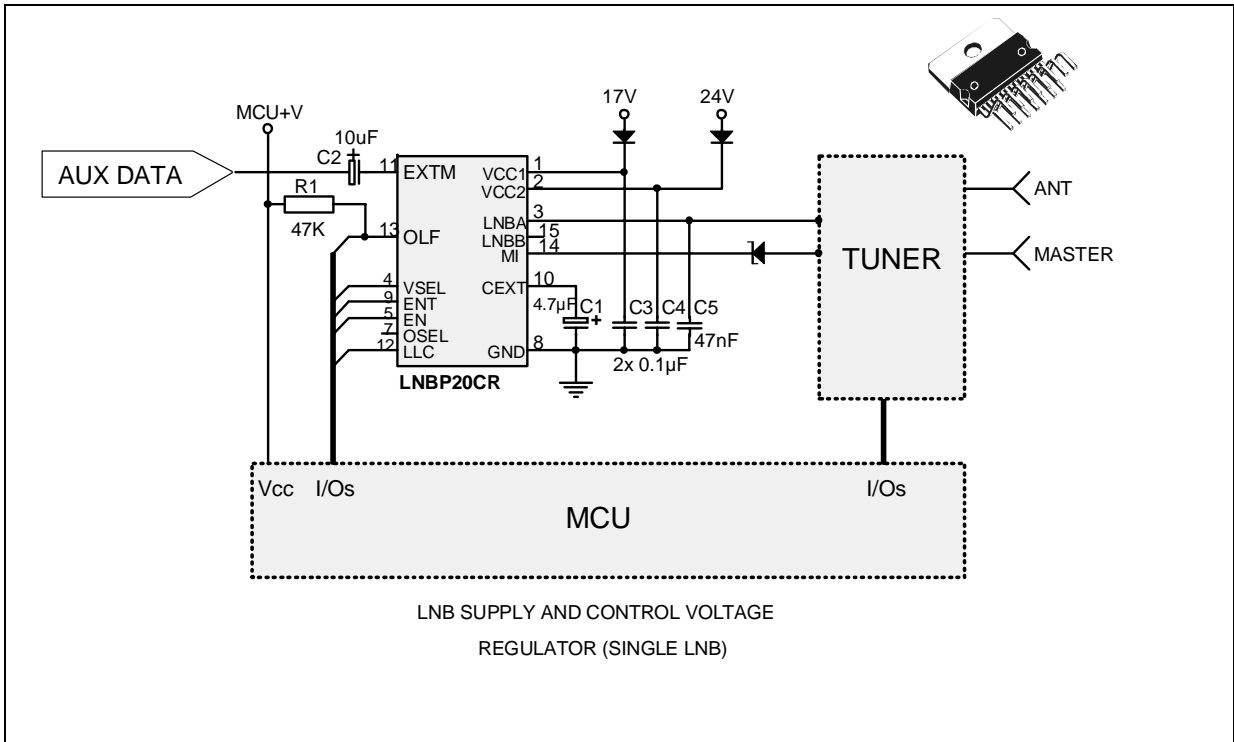 17V
24V
MCU+V
10uF
C2
AUX DATA
11
EXTM
VCC1
1
VCC2
2
R1
47K
13
OLF
LNBA
3
LNBB
15
MI
14
TUNER
ANT
MASTER
4
VSEL
9
ENT
5
EN
7
OSEL
12
LLC
CEXT
10
4.7µF
C1
+
C3
C4
C5
47nF
GND
8
2x 0.1µF
LNBP20CR
Vcc
I/Os
I/Os
MCU
LNB SUPPLY AND CONTROL VOLTAGE
REGULATOR (SINGLE LNB)